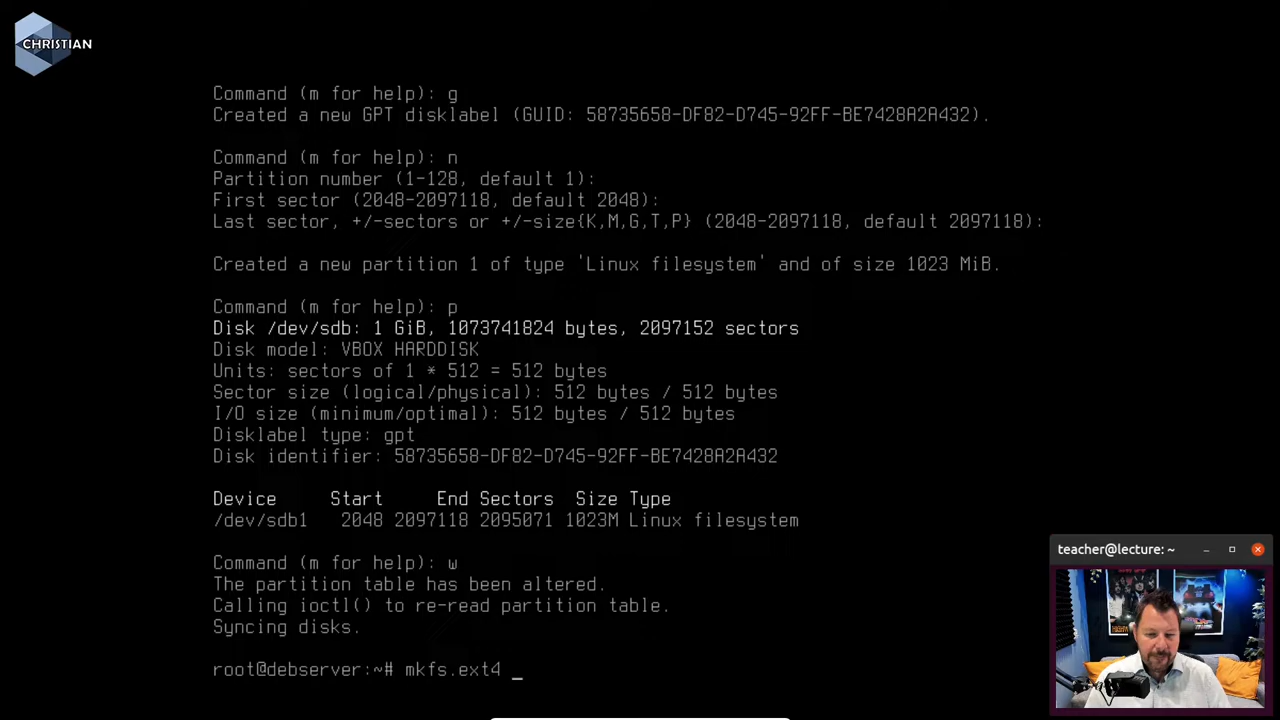 CHRISTIAN
Command (m for help): g
Created a new GPT disklabel (GUID: 58735658-DF82-D745-92FF-BE7428A2A432).
Command (m for help): n
Partition number (1-128, default 1):
First sector (2048-2097118, default 2048):
Last sector, +/-sectors or +/-size{K,M,G,T,P} (2048-2097118, default 2097118):
Created a new partition 1 of type 'Linux filesystem' and of size 1023 MiB.
Command (m for help): p
Disk /dev/sdb: 1 GiB, 1073741824 bytes, 2097152 sectors
Disk model: VBOX HARDDISK
Units: sectors of 1 * 512 = 512 bytes
Sector size (logical/physical): 512 bytes / 512 bytes
I/O size (minimum/optimal): 512 bytes / 512 bytes
Disklabel type: gpt
Disk identifier: 58735658-DF82-D745-92FF-BE7428A2A432
Device Start End Sectors Size Type
/dev/sdb1 2048 2097118 2095071 1023M Linux filesystem
Command (m for help): w
The partition table has been altered.
Calling ioctl() to re-read partition table.
Syncing disks.
root@debserver:~# mkfs.ext4 _
teacher@lecture: ~